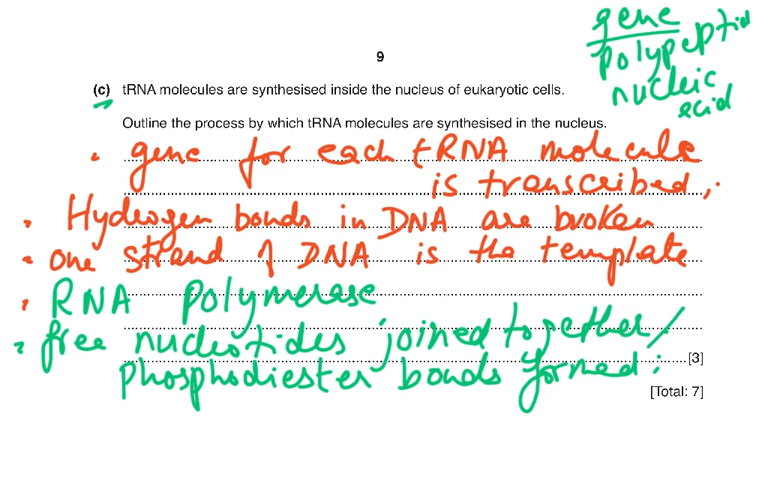 gene
polypeptid
nucleic
acid
9
(c) tRNA molecules are synthesised inside the nucleus of eukaryotic cells.
Outline the process by which tRNA molecules are synthesised in the nucleus.
• gene for each tRNA molecule
is transcribed;
• Hydrogen bonds in DNA are broken
• one strand of DNA is the template
• RNA polymerase
• free nucleotides joined together/
[3]
phosphodiester bonds formed;
[Total: 7]